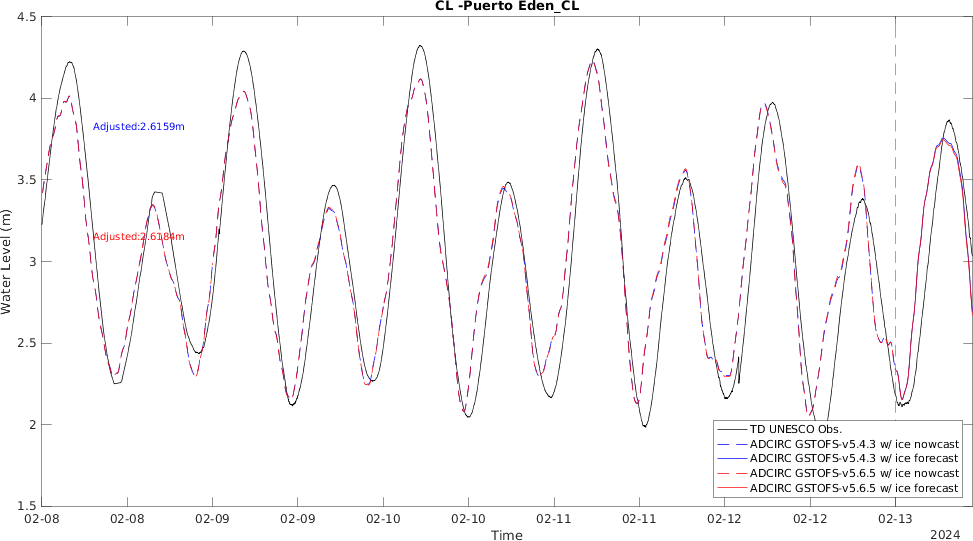 CL -Puerto Eden_CL
4.5
4
3.5
3
2.5
2
1.5
Water Level (m)
Adjusted:2.6159m
Adjusted:2.6184m
TD UNESCO Obs.
ADCIRC GSTOFS-v5.4.3 w/ ice nowcast
ADCIRC GSTOFS-v5.4.3 w/ ice forecast
ADCIRC GSTOFS-v5.6.5 w/ ice nowcast
ADCIRC GSTOFS-v5.6.5 w/ ice forecast
02-08 02-08 02-09 02-09 02-10 02-10 02-11 02-11 02-12 02-12 02-13
Time
2024